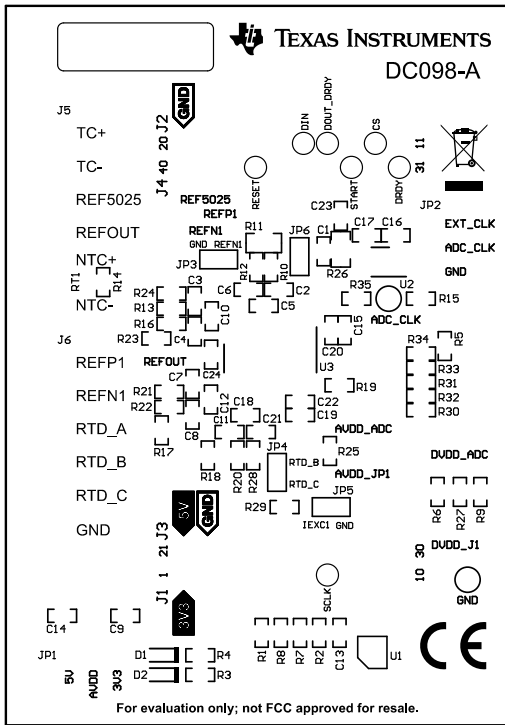 TEXAS INSTRUMENTS
DC098-A
J5
TC+
TC-
REF5025
REFOUT
NTC+
NTC-
RT1
R14
J6
REFP1
REFN1
RTD_A
RTD_B
RTD_C
GND
J4 J2
40 20
GND
DIN
DOUT_DRDY
CS
31 11
RESET
START
DRDY
REF5025
REFP1
REFN1
GND REFN1
JP3
R11
JP6
C23
C1
R26
C17
C16
JP2
EXT_CLK
ADC_CLK
GND
R12
R10
C6
C2
C5
R24
R13
R16
R23
C3
C10
C4
R35
U2
R15
ADC_CLK
C15
C20
U3
R34
R5
R33
R31
R32
R30
REFOUT
C24
C7
R21
R22
C12
C8
R17
R19
C18
C22
C19
C11
C21
R18
R20
R28
JP4
RTD_B
RTD_C
AVDD_ADC
R25
AVDD_JP1
R29
JP5
IEXC1 GND
DVDD_ADC
R6
R27
R9
J1 J3
1 21
5V
GND
3V3
10 30
DVDD_J1
GND
SCLK
C14
C9
JP1
5V
AVDD
3V3
D1
R4
D2
R3
R1
R8
R7
R2
C13
U1
CE
For evaluation only; not FCC approved for resale.